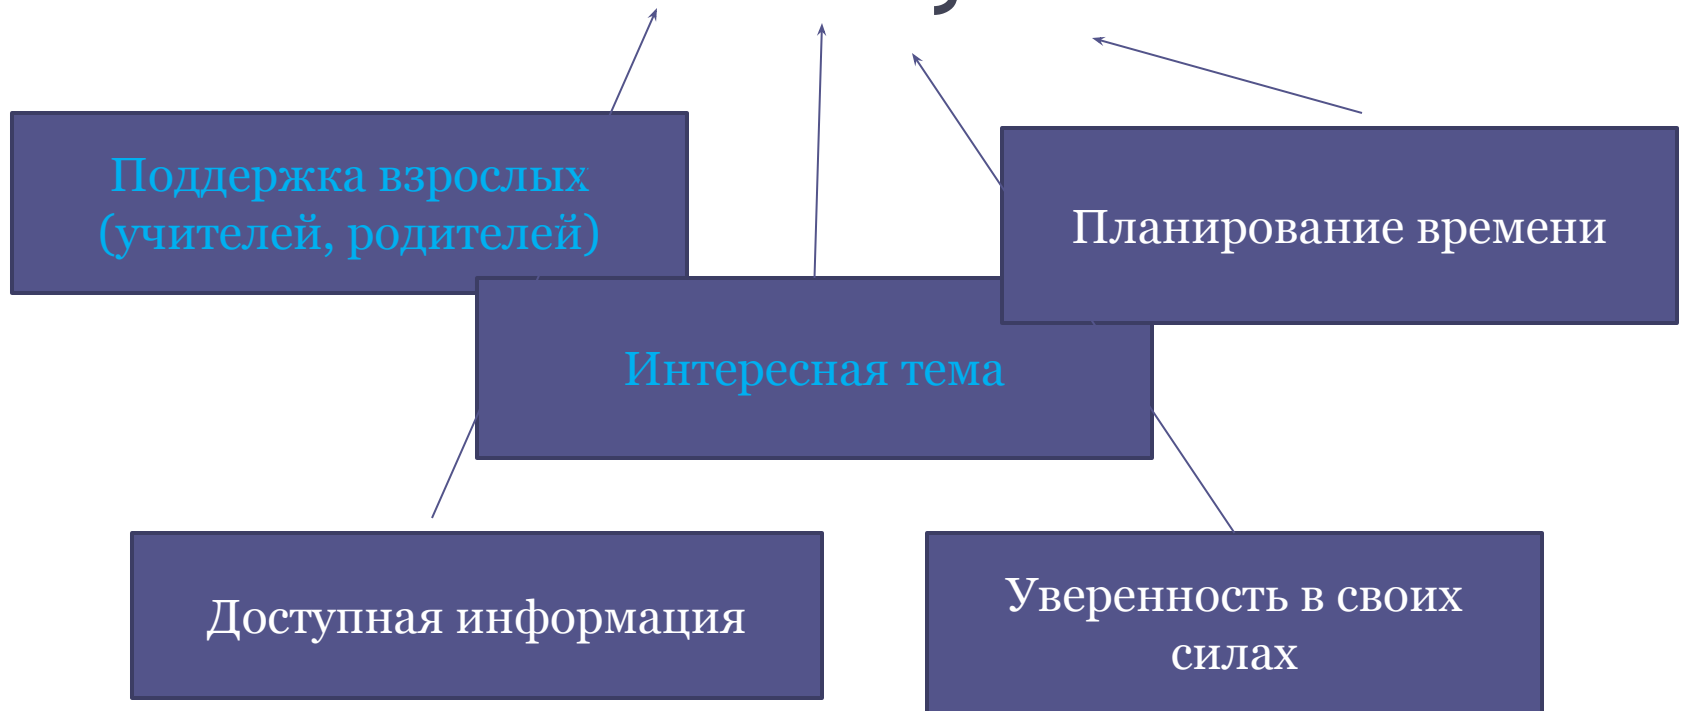 Поддержка взрослых
(учителей, родителей)
Планирование времени
Интересная тема
Доступная информация
Уверенность в своих
силах